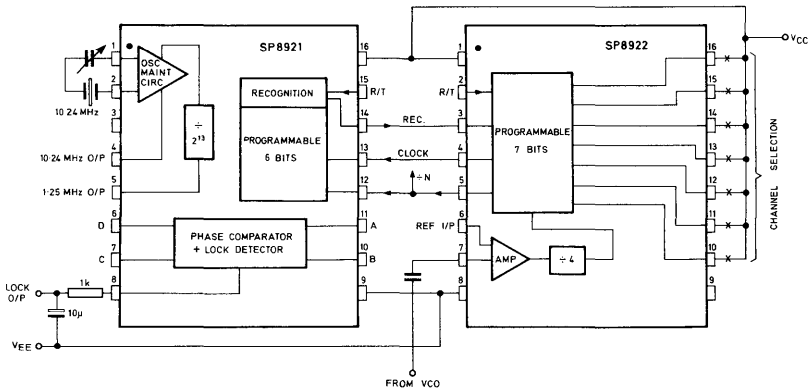 SP8921
SP8922
VCC
1
2
3
4
5
6
7
8
16
15
14
13
12
11
10
9
OSC
MAINT
CIRC
÷
2¹³
10·24 MHz
10·24 MHz O/P
1·25 MHz O/P
D
C
RECOGNITION
PROGRAMMABLE
6 BITS
PHASE COMPARATOR
+ LOCK DETECTOR
R/T
REC.
CLOCK
÷N
A
B
LOCK
O/P
1k
10μ
VEE
1
2
3
4
5
6
7
8
R/T
REF I/P
PROGRAMMABLE
7 BITS
AMP
÷ 4
16
15
14
13
12
11
10
9
x
x
x
x
x
x
x
CHANNEL SELECTION
FROM VCO